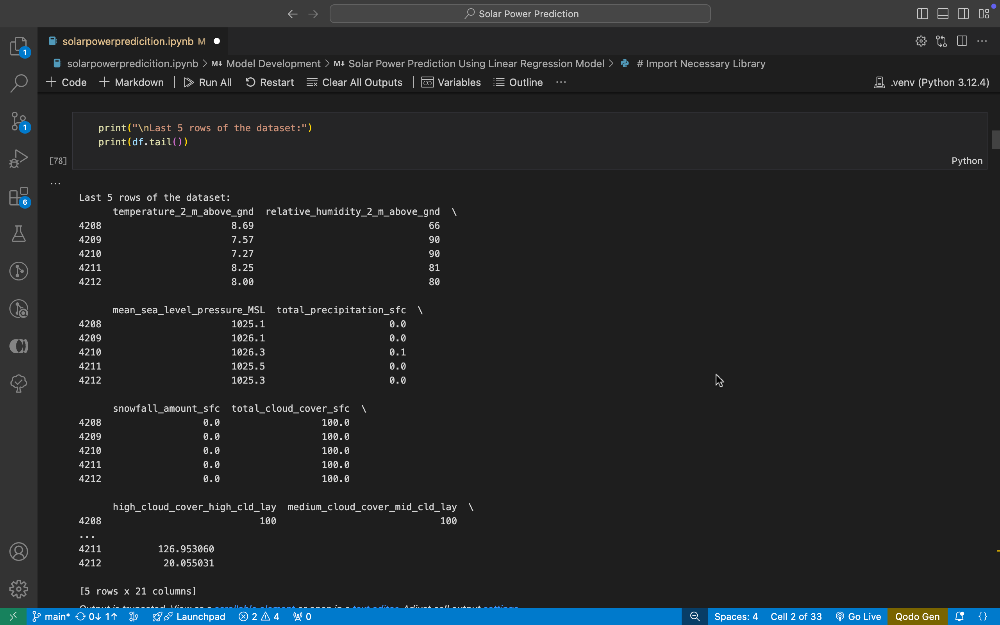 Solar Power Prediction
solarpowerpredicition.ipynb M
solarpowerpredicition.ipynb > M↓ Model Development > M↓ Solar Power Prediction Using Linear Regression Model > # Import Necessary Library
+ Code + Markdown | Run All Restart Clear All Outputs | Variables Outline ... .venv (Python 3.12.4)
print("\nLast 5 rows of the dataset:")
print(df.tail())
[78] Python
...
Last 5 rows of the dataset:
temperature_2_m_above_gnd relative_humidity_2_m_above_gnd \
4208 8.69 66
4209 7.57 90
4210 7.27 90
4211 8.25 81
4212 8.00 80
mean_sea_level_pressure_MSL total_precipitation_sfc \
4208 1025.1 0.0
4209 1026.1 0.0
4210 1026.3 0.1
4211 1025.5 0.0
4212 1025.3 0.0
snowfall_amount_sfc total_cloud_cover_sfc \
4208 0.0 100.0
4209 0.0 100.0
4210 0.0 100.0
4211 0.0 100.0
4212 0.0 100.0
high_cloud_cover_high_cld_lay medium_cloud_cover_mid_cld_lay \
4208 100 100
...
4211 126.953060
4212 20.055031
[5 rows x 21 columns]
Output is truncated. View as a scrollable element or open in a text editor. Adjust cell output settings...
1
1
6
main* 0↓ 1↑ Launchpad 2 4 0 Spaces: 4 Cell 2 of 33 Go Live Qodo Gen {}